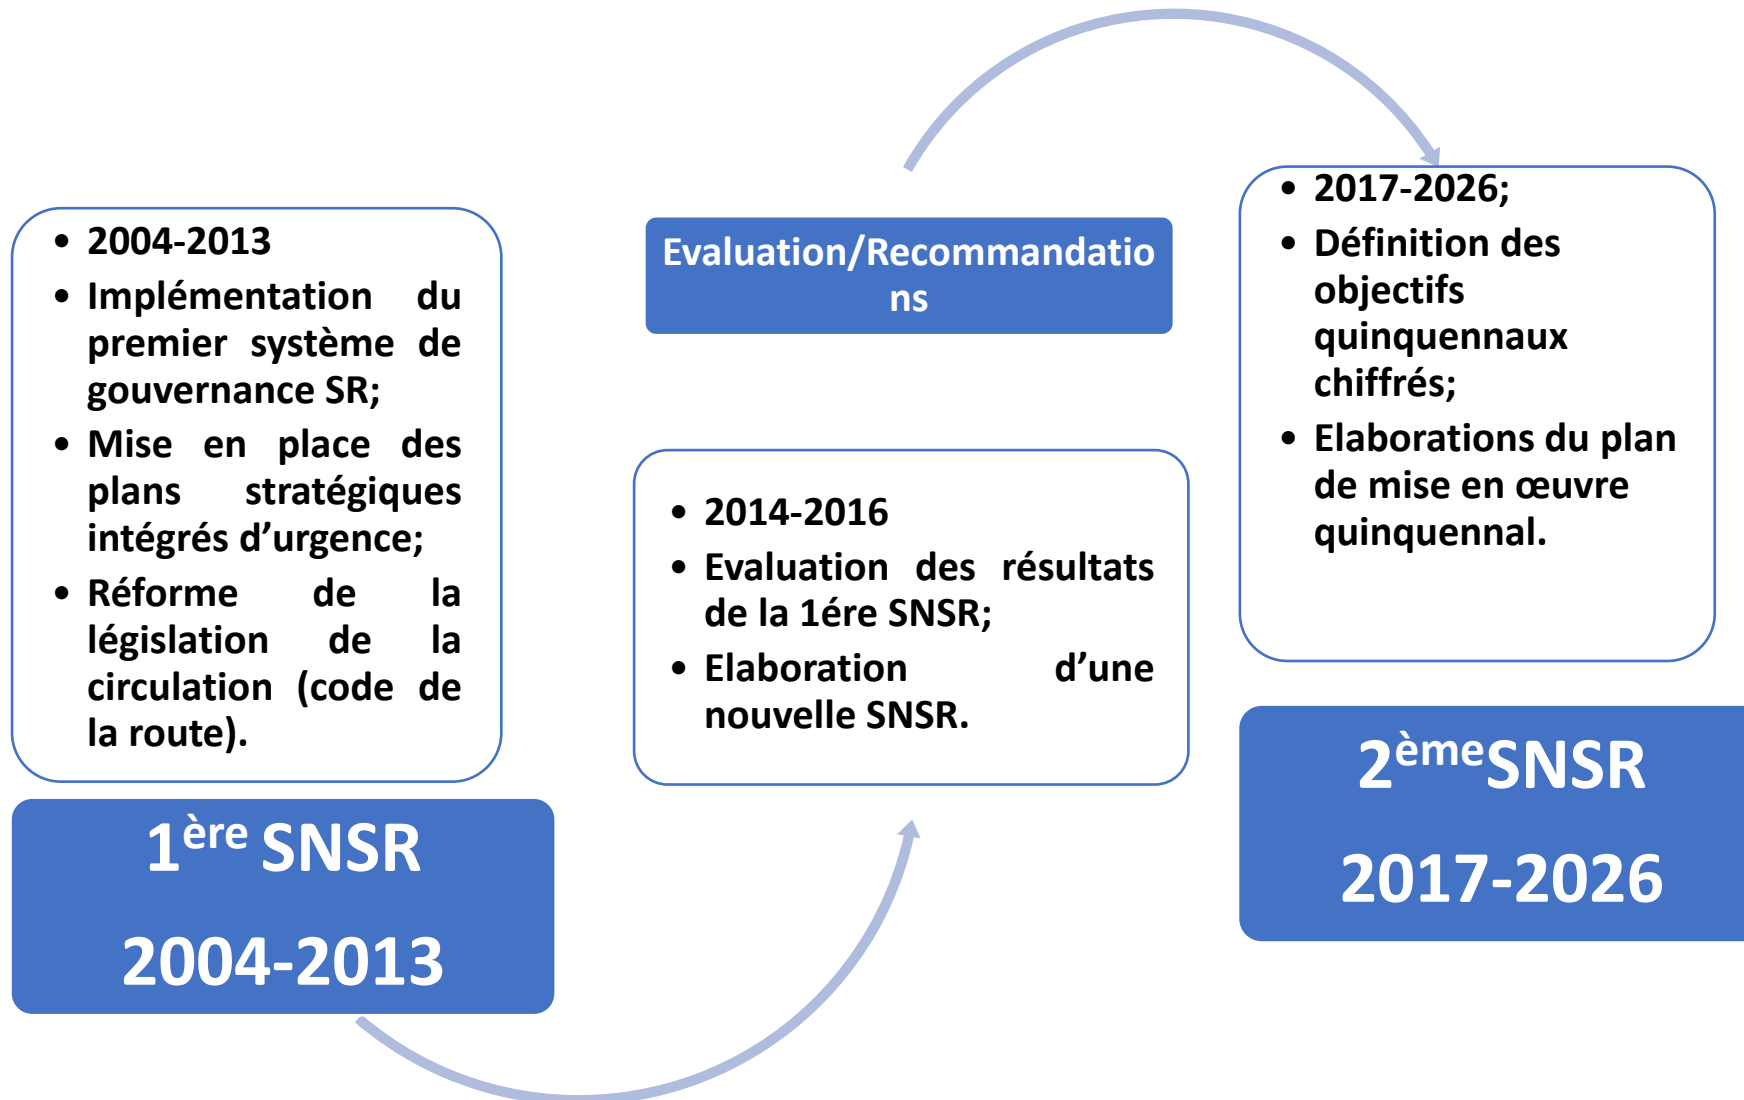 • 2004-2013
• Implémentation du
premier système de
gouvernance SR;
• Mise en place des
plans stratégiques
intégrés d’urgence;
• Réforme de la
législation de la
circulation (code de
la route).
1ère SNSR
2004-2013
Evaluation/Recommandatio
ns
• 2014-2016
• Evaluation des résultats
de la 1ére SNSR;
• Elaboration d’une
nouvelle SNSR.
• 2017-2026;
• Définition des
objectifs
quinquennaux
chiffrés;
• Elaborations du plan
de mise en œuvre
quinquennal.
2èmeSNSR
2017-2026